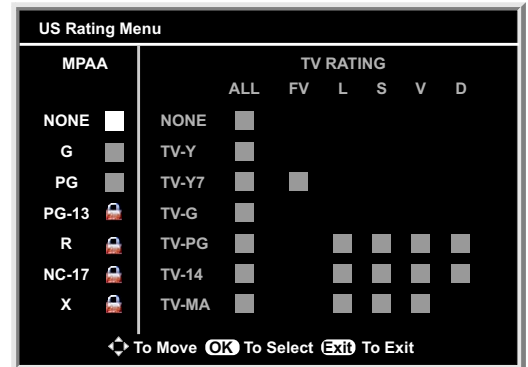 US Rating Menu
MPAA TV RATING
ALL FV L S V D
NONE NONE
G TV-Y
PG TV-Y7
PG-13 TV-G
R TV-PG
NC-17 TV-14
X TV-MA
To Move OK To Select Exit To Exit